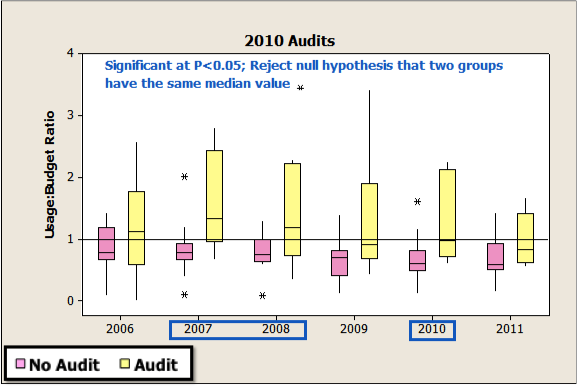 2010 Audits
Significant at P<0.05; Reject null hypothesis that two groups
have the same median value
Usage:Budget Ratio
4
3
2
1
0
2006 2007 2008 2009 2010 2011
No Audit Audit